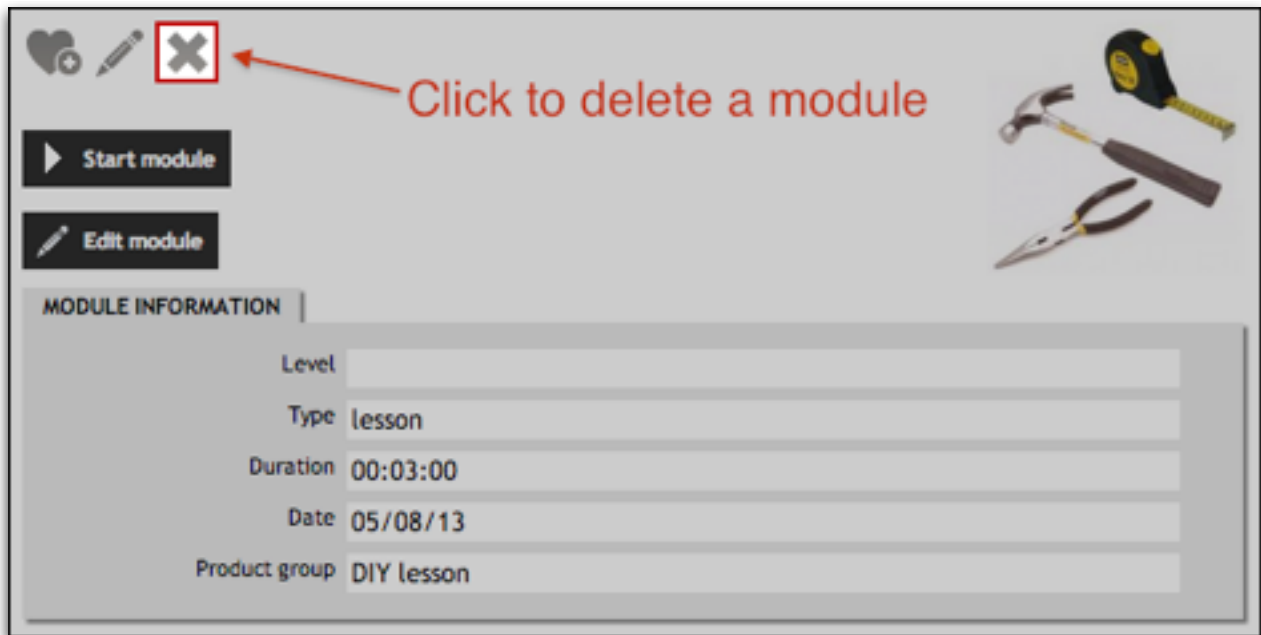 Click to delete a module
Start module
Edit module
MODULE INFORMATION
Level
Type lesson
Duration 00:03:00
Date 05/08/13
Product group DIY lesson